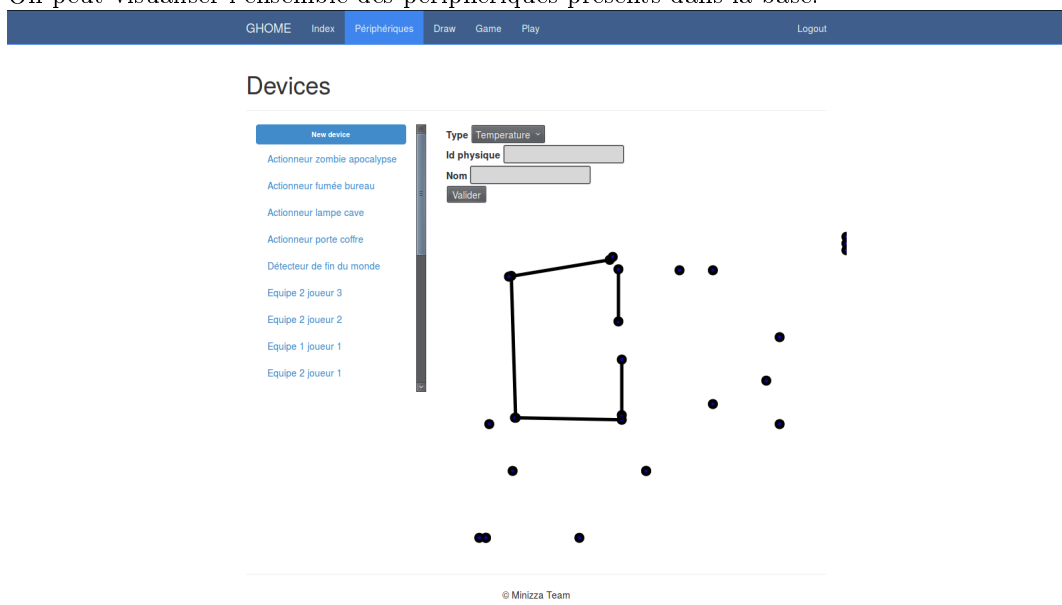 On peut visualiser l'ensemble des périphériques présents dans la base.
GHOME Index Périphériques Draw Game Play Logout
Devices
New device
Actionneur zombie apocalypse
Actionneur fumée bureau
Actionneur lampe cave
Actionneur porte coffre
Détecteur de fin du monde
Equipe 2 joueur 3
Equipe 2 joueur 2
Equipe 1 joueur 1
Equipe 2 joueur 1
Type Temperature
Id physique
Nom
Valider
© Minizza Team